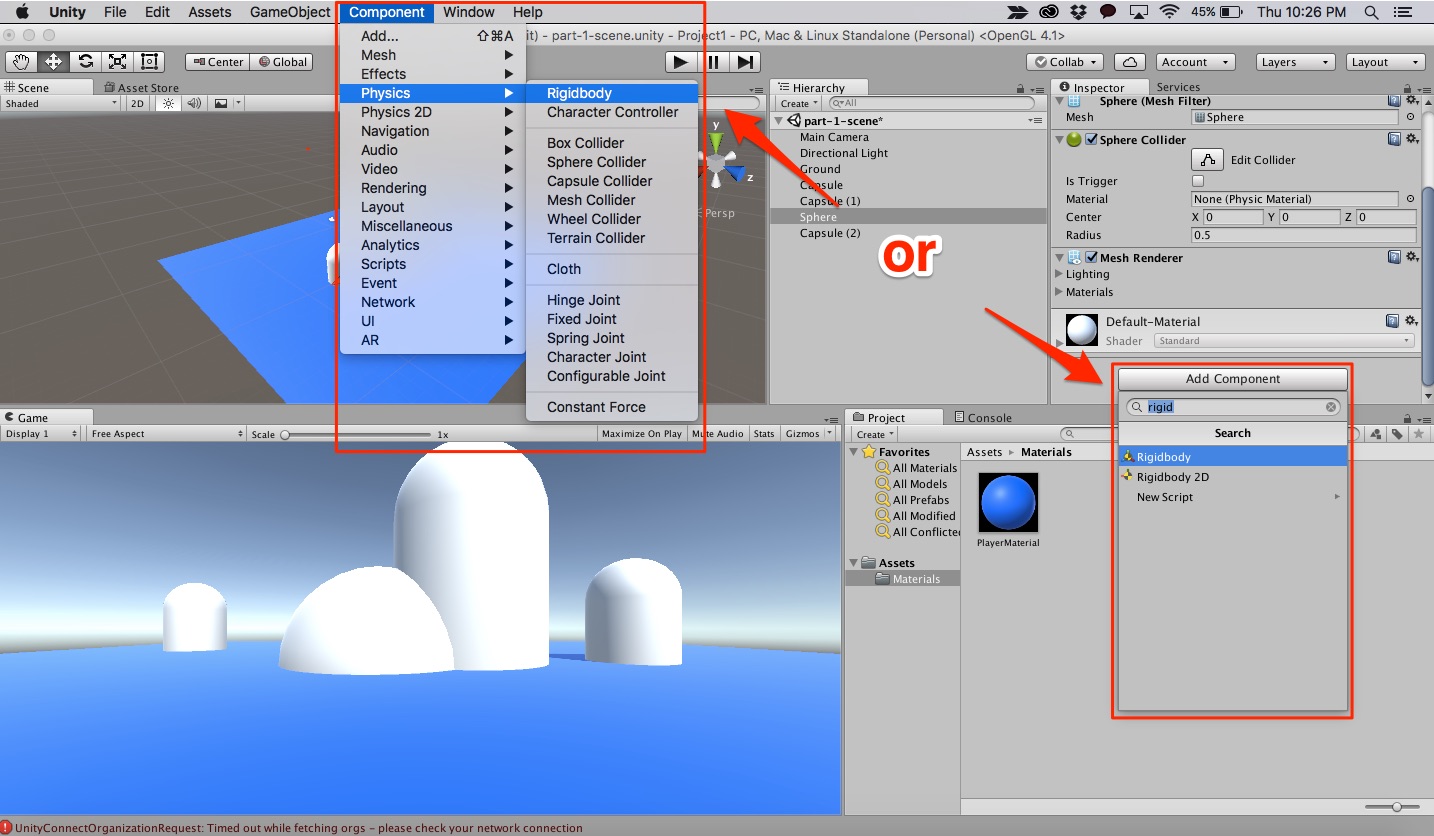 Unity File Edit Assets GameObject Component Window Help 45% Thu 10:26 PM
it) - part-1-scene.unity - Project1 - PC, Mac & Linux Standalone (Personal) <OpenGL 4.1>
Center Global Collab Account Layers Layout
Scene Asset Store
Shaded 2D
Add... ⇧⌘A
Mesh
Effects
Physics
Physics 2D
Navigation
Audio
Video
Rendering
Layout
Miscellaneous
Analytics
Scripts
Event
Network
UI
AR
Rigidbody
Character Controller
Box Collider
Sphere Collider
Capsule Collider
Mesh Collider
Wheel Collider
Terrain Collider
Cloth
Hinge Joint
Fixed Joint
Spring Joint
Character Joint
Configurable Joint
Constant Force
y
z
Persp
Hierarchy
Create All
part-1-scene*
Main Camera
Directional Light
Ground
Capsule
Capsule (1)
Sphere
Capsule (2)
or
Inspector Services
Sphere (Mesh Filter)
Mesh Sphere
Sphere Collider
Edit Collider
Is Trigger
Material None (Physic Material)
Center X 0 Y 0 Z 0
Radius 0.5
Mesh Renderer
Lighting
Materials
Default-Material
Shader Standard
Add Component
rigid
Search
Rigidbody
Rigidbody 2D
New Script
Game
Display 1 Free Aspect Scale 1x Maximize On Play Mute Audio Stats Gizmos
Project Console
Create
Favorites
All Materials
All Models
All Prefabs
All Modified
All Conflicte
Assets
Materials
Assets Materials
PlayerMaterial
UnityConnectOrganizationRequest: Timed out while fetching orgs - please check your network connection